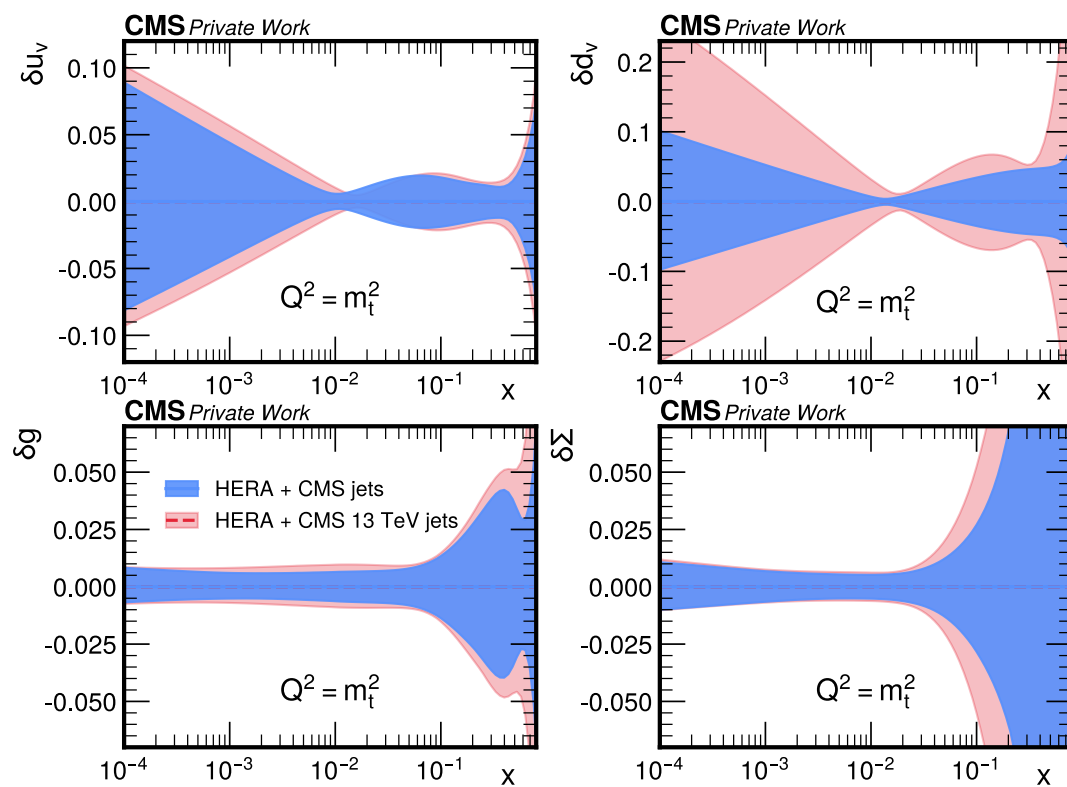 CMS Private Work
δu_v
0.10
0.05
0.00
-0.05
-0.10
Q² = m_t²
10⁻⁴ 10⁻³ 10⁻² 10⁻¹ x
CMS Private Work
δd_v
0.2
0.1
0.0
-0.1
-0.2
Q² = m_t²
10⁻⁴ 10⁻³ 10⁻² 10⁻¹ x
CMS Private Work
δg
0.050
0.025
0.000
-0.025
-0.050
HERA + CMS jets
HERA + CMS 13 TeV jets
Q² = m_t²
10⁻⁴ 10⁻³ 10⁻² 10⁻¹ x
CMS Private Work
δΣ
0.050
0.025
0.000
-0.025
-0.050
Q² = m_t²
10⁻⁴ 10⁻³ 10⁻² 10⁻¹ x